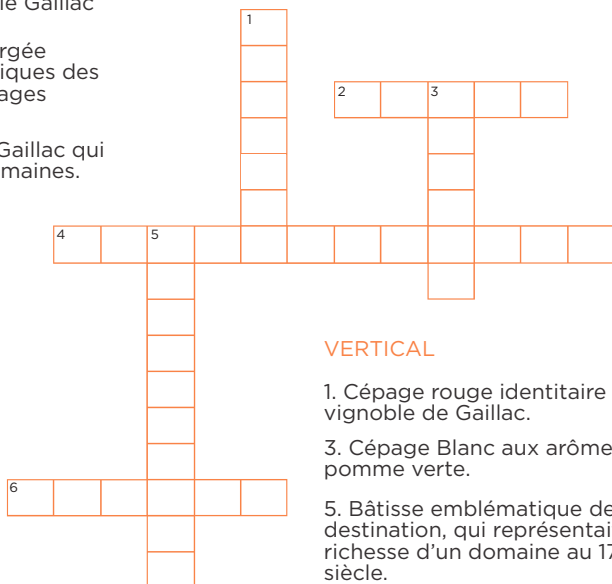 le Gaillac
rgée
iques des
ages
Gaillac qui
maines.
1
2
3
4
5
6
VERTICAL
1. Cépage rouge identitaire
vignoble de Gaillac.
3. Cépage Blanc aux arôme
pomme verte.
5. Bâtisse emblématique de
destination, qui représentai
richesse d’un domaine au 17
siècle.